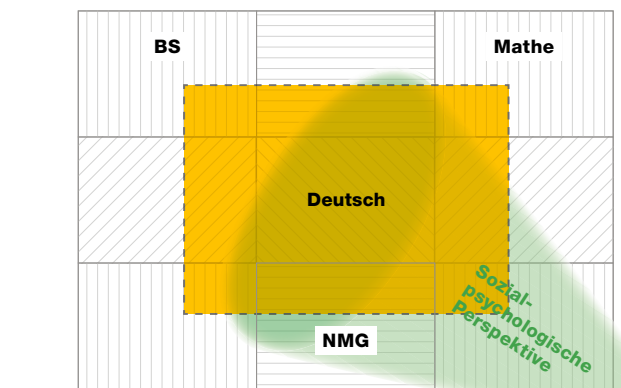 BS
Mathe
Deutsch
Sozial-
psychologische
Perspektive
NMG